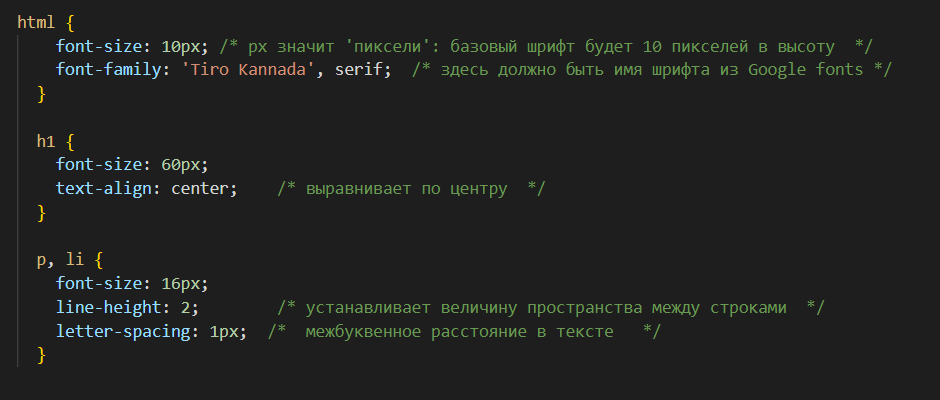 html {
    font-size: 10px; /* px значит 'пиксели': базовый шрифт будет 10 пикселей в высоту  */
    font-family: 'Tiro Kannada', serif;  /* здесь должно быть имя шрифта из Google fonts */
  }

  h1 {
    font-size: 60px;
    text-align: center;    /* выравнивает по центру  */
  }

  p, li {
    font-size: 16px;
    line-height: 2;        /* устанавливает величину пространства между строками  */
    letter-spacing: 1px;  /*  межбуквенное расстояние в тексте   */
  }